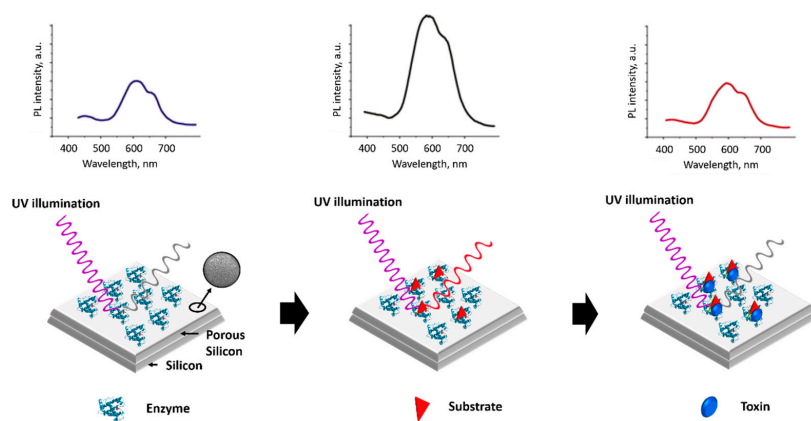 PL intensity, a.u.
400 500 600 700
Wavelength, nm
PL intensity, a.u.
400 500 600 700
Wavelength, nm
PL intensity, a.u.
400 500 600 700
Wavelength, nm
UV illumination
UV illumination
UV illumination
Porous
Silicon
Silicon
Enzyme
Substrate
Toxin